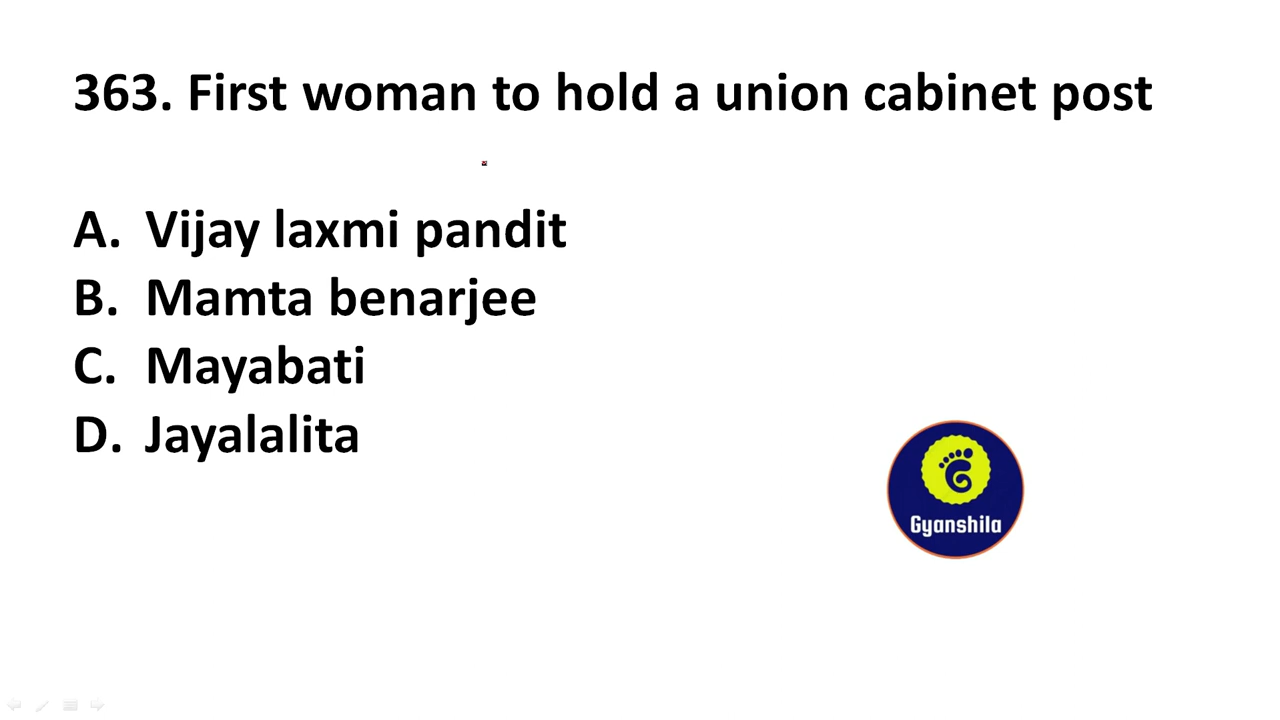 363. First woman to hold a union cabinet post
A. Vijay laxmi pandit
B. Mamta benarjee
C. Mayabati
D. Jayalalita
Gyanshila